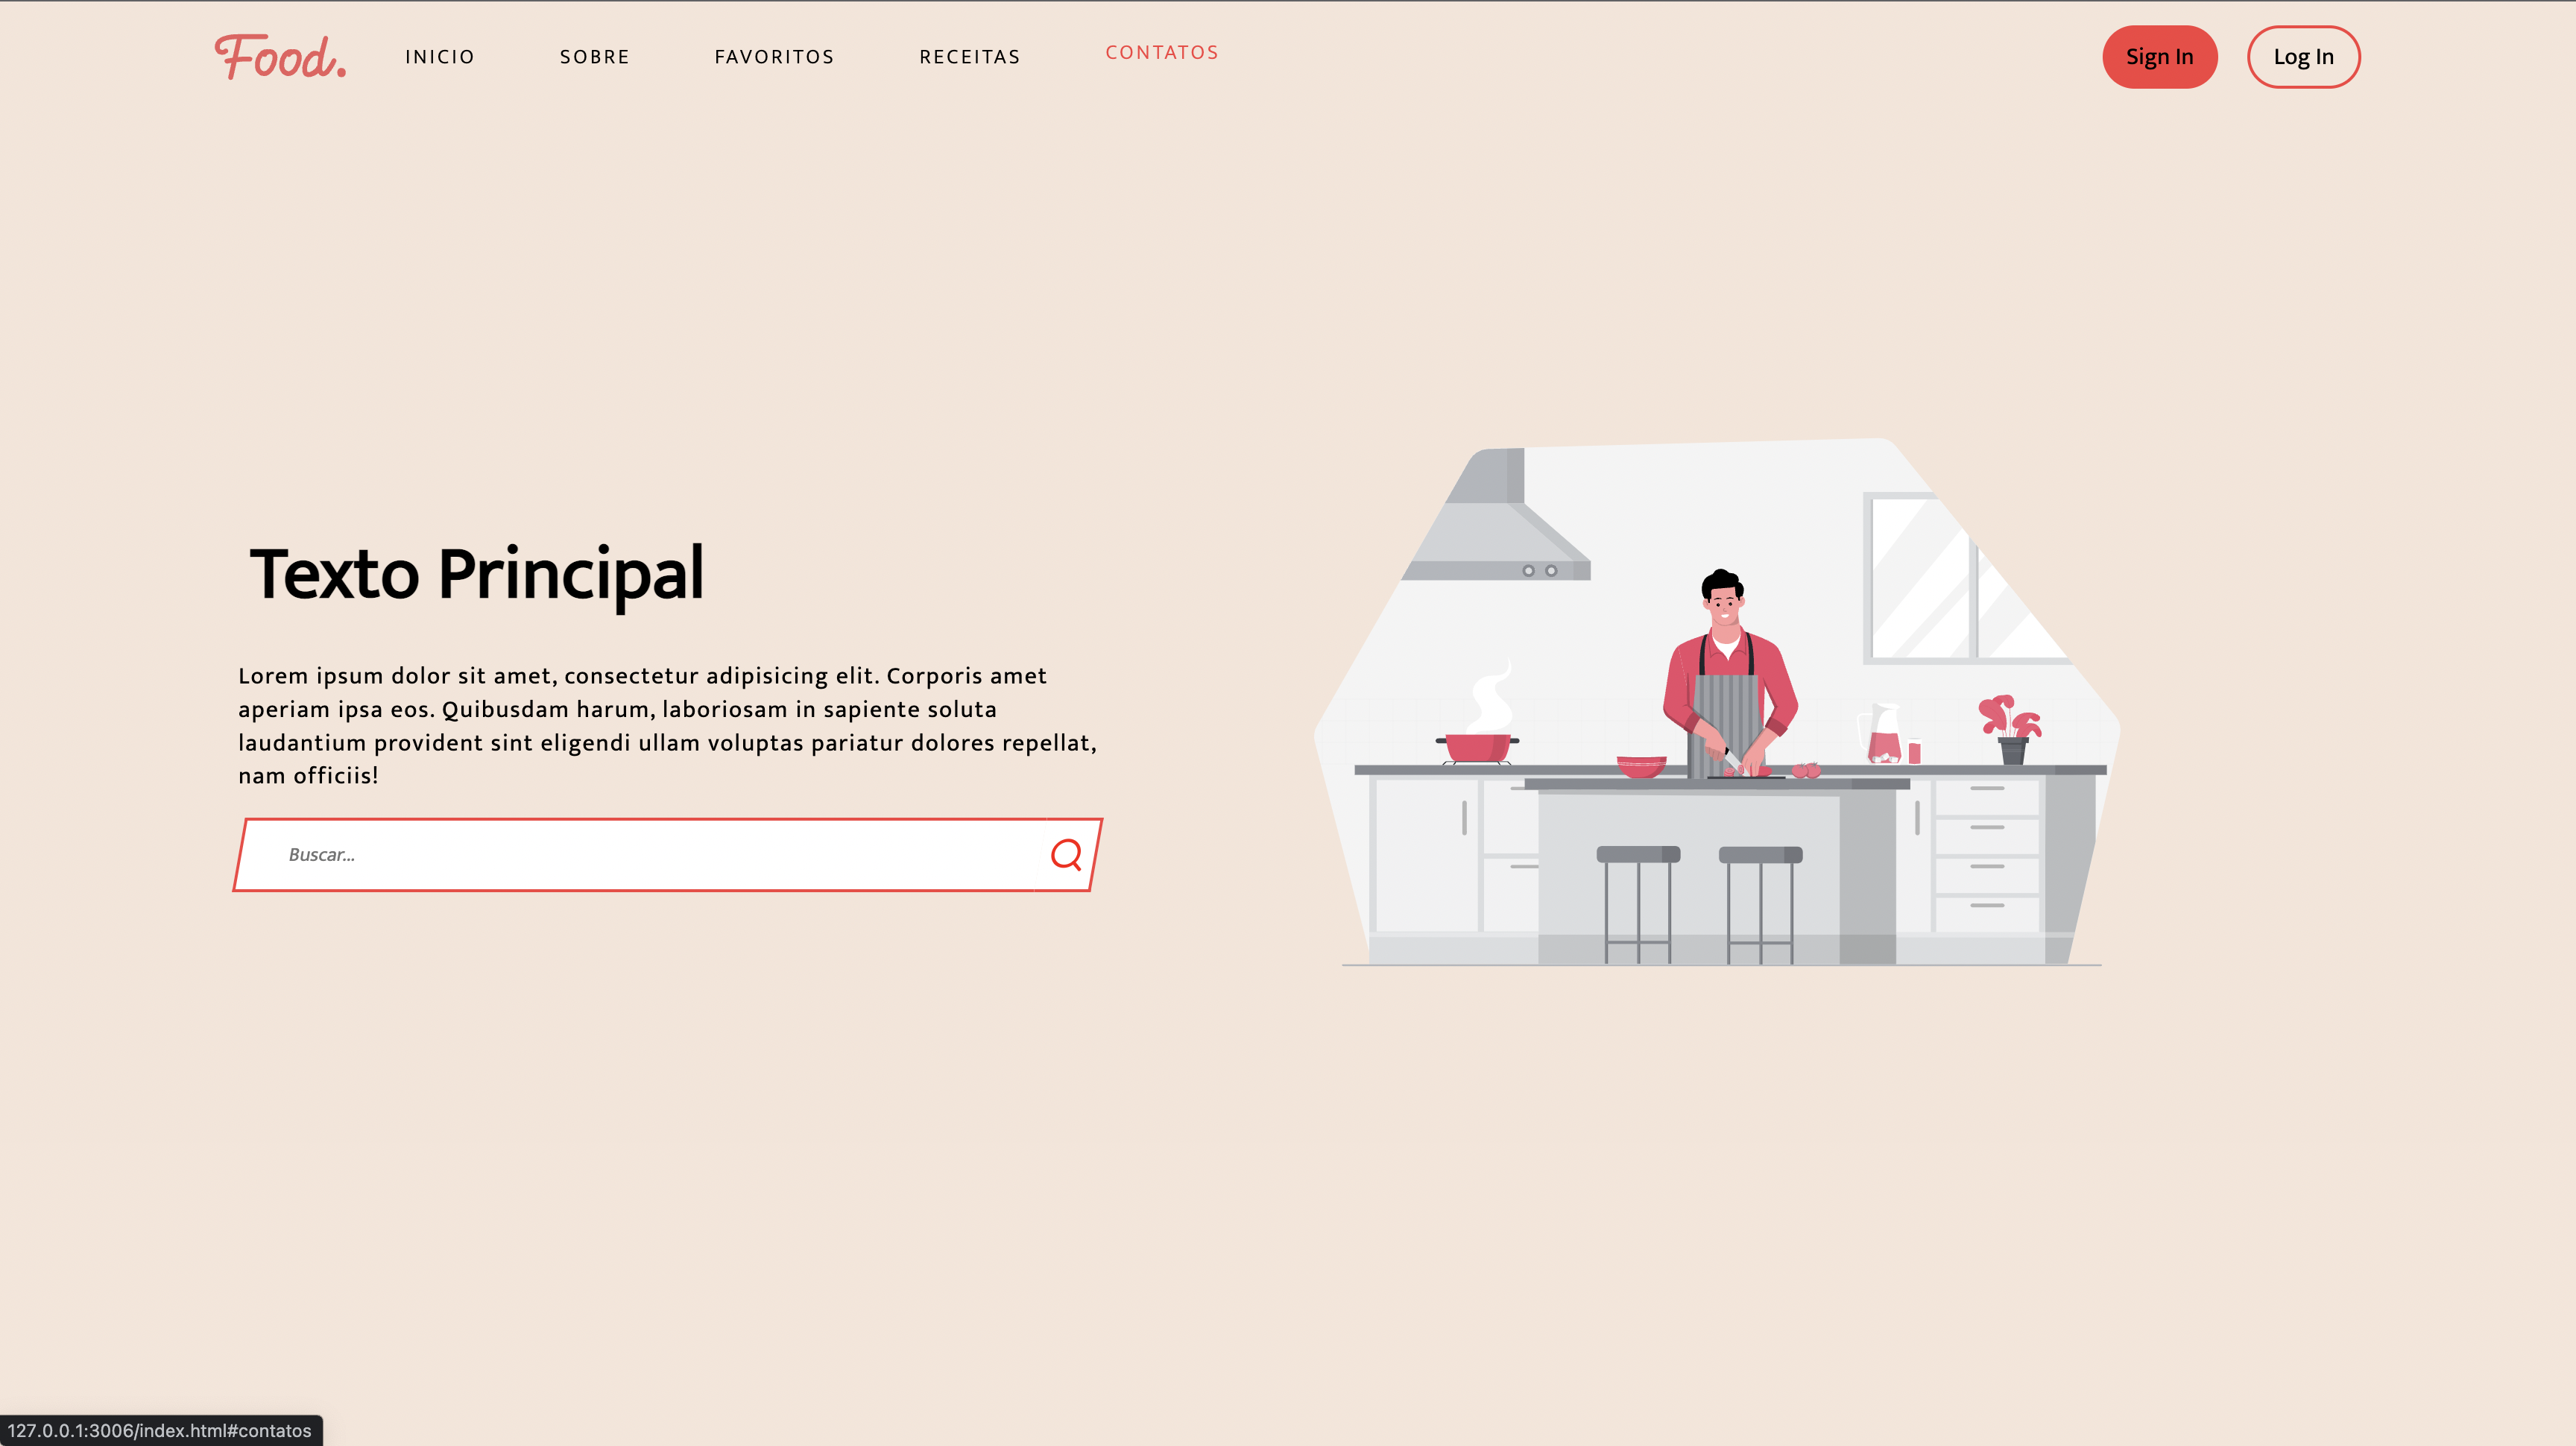 Food.
INICIO
SOBRE
FAVORITOS
RECEITAS
CONTATOS
Sign In
Log In
Texto Principal
Lorem ipsum dolor sit amet, consectetur adipisicing elit. Corporis amet
aperiam ipsa eos. Quibusdam harum, laboriosam in sapiente soluta
laudantium provident sint eligendi ullam voluptas pariatur dolores repellat,
nam officiis!
Buscar...
127.0.0.1:3006/index.html#contatos